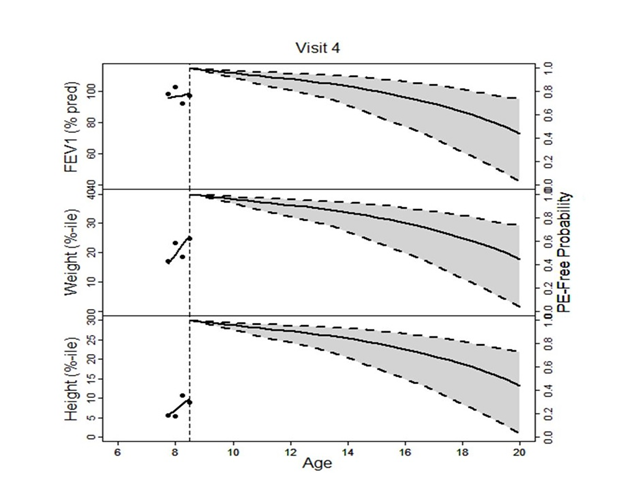 Visit 4
FEV1 (% pred)
40 60 80 100
0.0 0.2 0.4 0.6 0.8 1.0
Weight (%-ile)
0 10 20 30 40
0.0 0.2 0.4 0.6 0.8 1.0
PE-Free Probability
Height (%-ile)
0 5 10 15 20 25 30
0.0 0.2 0.4 0.6 0.8 1.0
6 8 10 12 14 16 18 20
Age